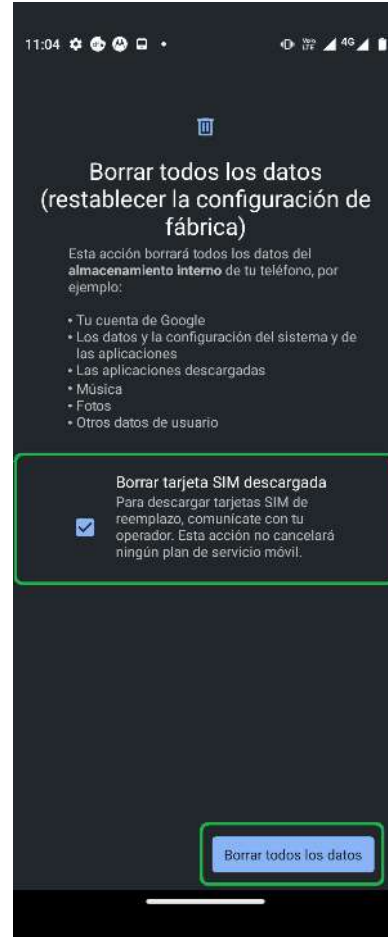 11:04
VoLTE
4G
Borrar todos los datos
(restablecer la configuración de
fábrica)
Esta acción borrará todos los datos del
almacenamiento interno de tu teléfono, por
ejemplo:
• Tu cuenta de Google
• Los datos y la configuración del sistema y de
las aplicaciones
• Las aplicaciones descargadas
• Música
• Fotos
• Otros datos de usuario
Borrar tarjeta SIM descargada
Para descargar tarjetas SIM de
reemplazo, comunícate con tu
operador. Esta acción no cancelará
ningún plan de servicio móvil.
Borrar todos los datos